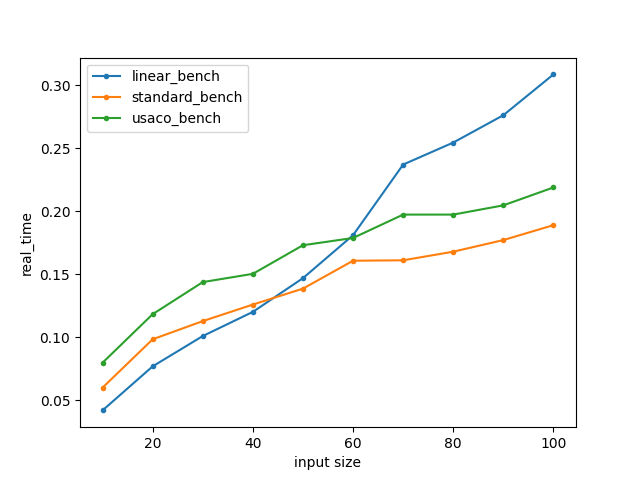 linear_bench
standard_bench
usaco_bench
0.30
0.25
0.20
0.15
0.10
0.05
real_time
20 40 60 80 100
input size